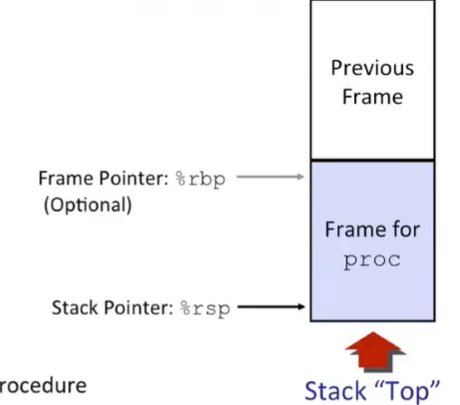 Previous
Frame
Frame Pointer: %rbp
(Optional)
Frame for
proc
Stack Pointer: %rsp
rocedure
Stack “Top”